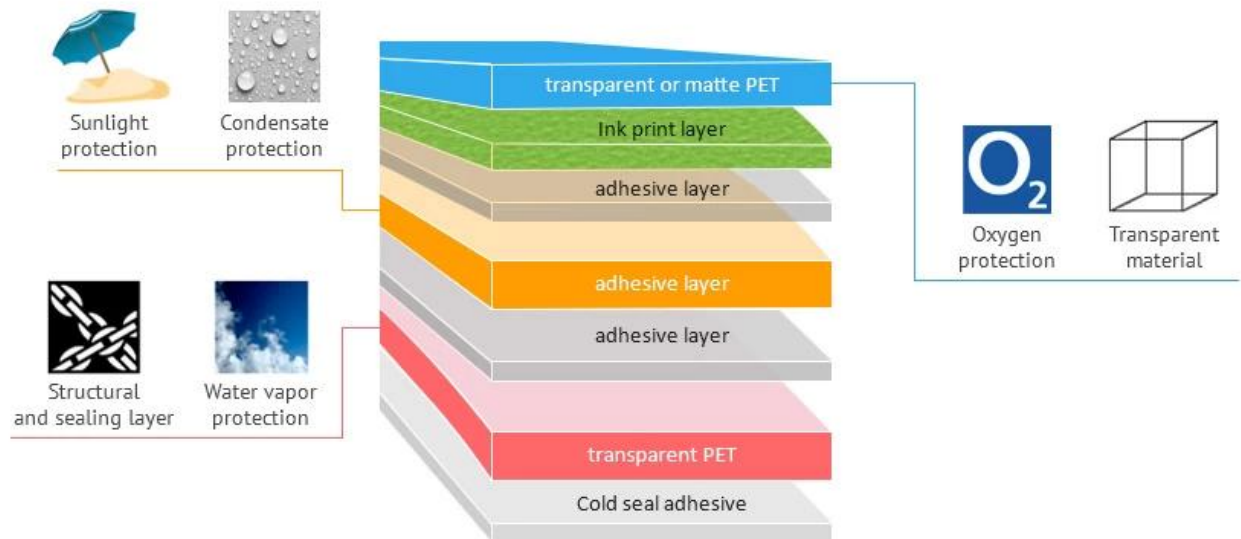 Sunlight
protection
Condensate
protection
transparent or matte PET
Ink print layer
adhesive layer
adhesive layer
adhesive layer
transparent PET
Cold seal adhesive
Structural
and sealing layer
Water vapor
protection
O2
Oxygen
protection
Transparent
material